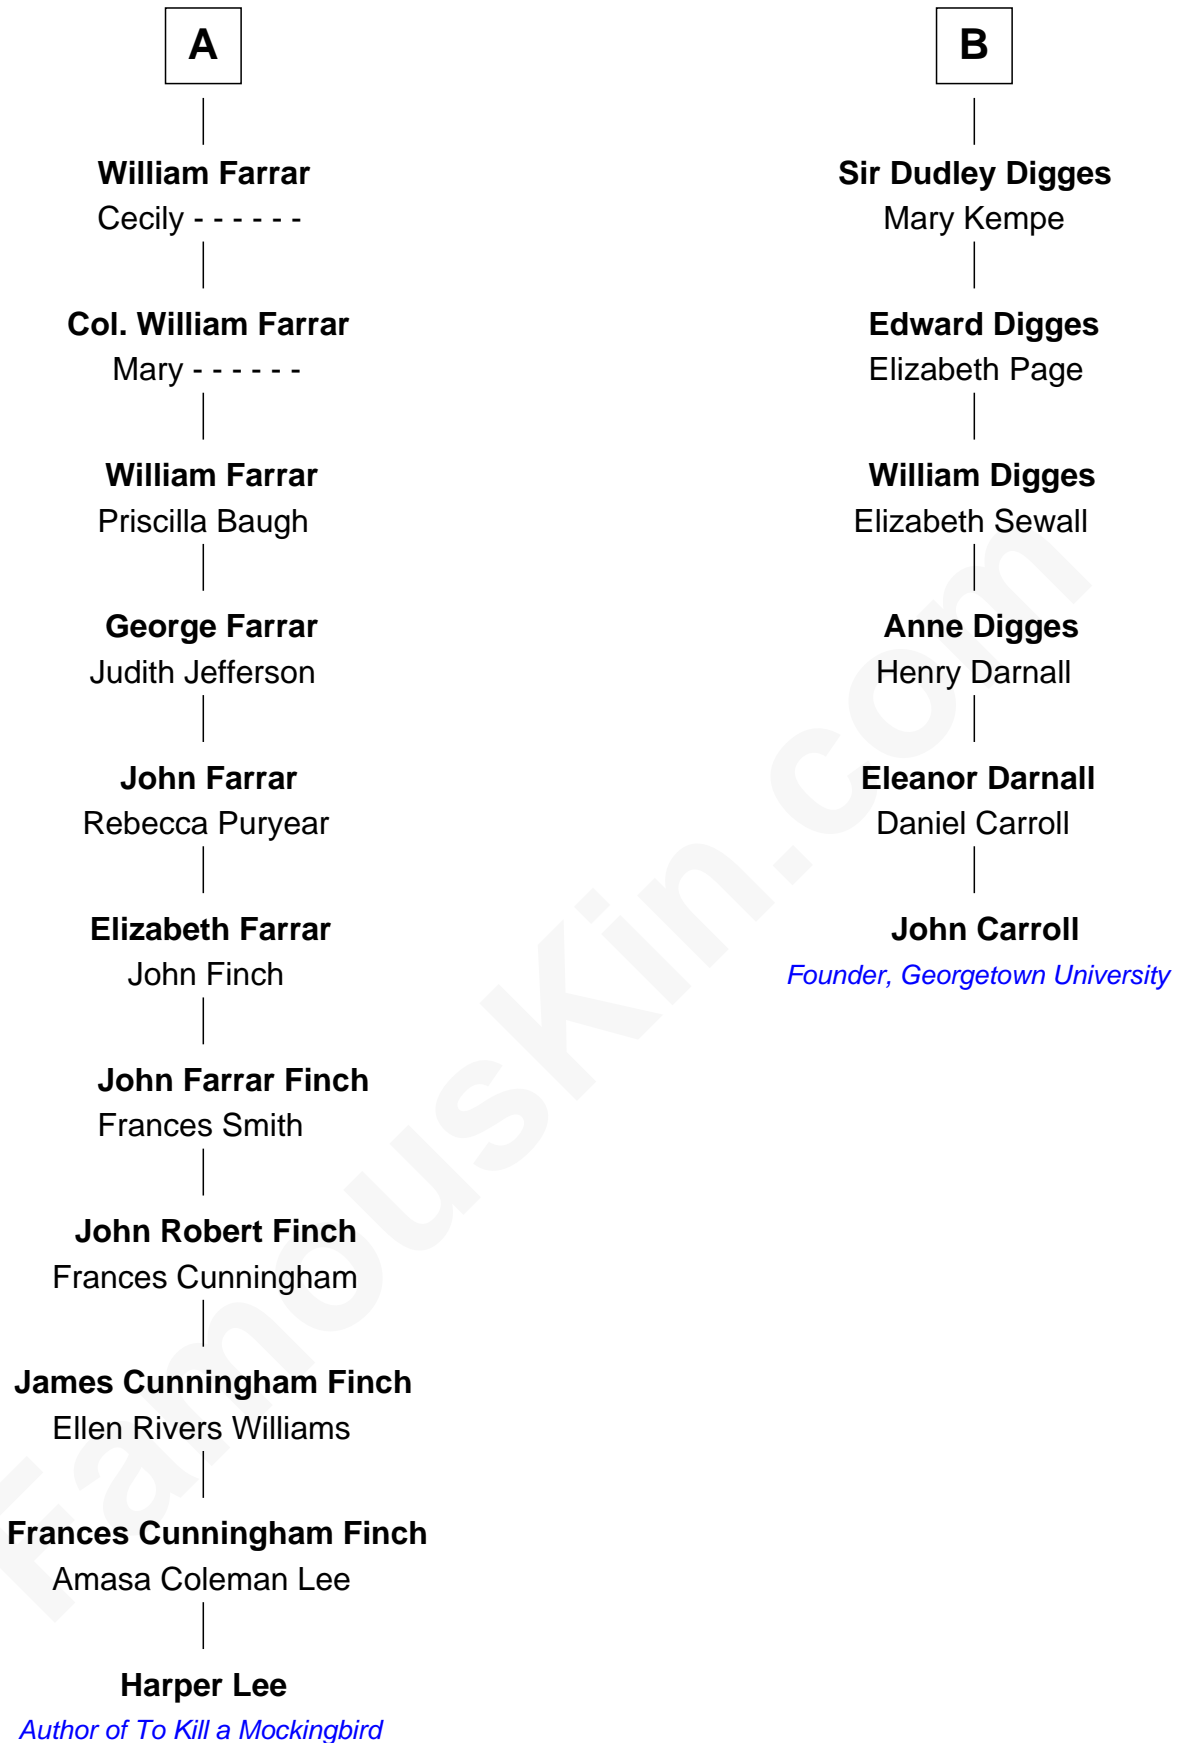 A
William Farrar
Cecily - - - - - -
Col. William Farrar
Mary - - - - - -
William Farrar
Priscilla Baugh
George Farrar
Judith Jefferson
John Farrar
Rebecca Puryear
Elizabeth Farrar
John Finch
John Farrar Finch
Frances Smith
John Robert Finch
Frances Cunningham
James Cunningham Finch
Ellen Rivers Williams
Frances Cunningham Finch
Amasa Coleman Lee
Harper Lee
Author of To Kill a Mockingbird
B
Sir Dudley Digges
Mary Kempe
Edward Digges
Elizabeth Page
William Digges
Elizabeth Sewall
Anne Digges
Henry Darnall
Eleanor Darnall
Daniel Carroll
John Carroll
Founder, Georgetown University
FamousKin.com